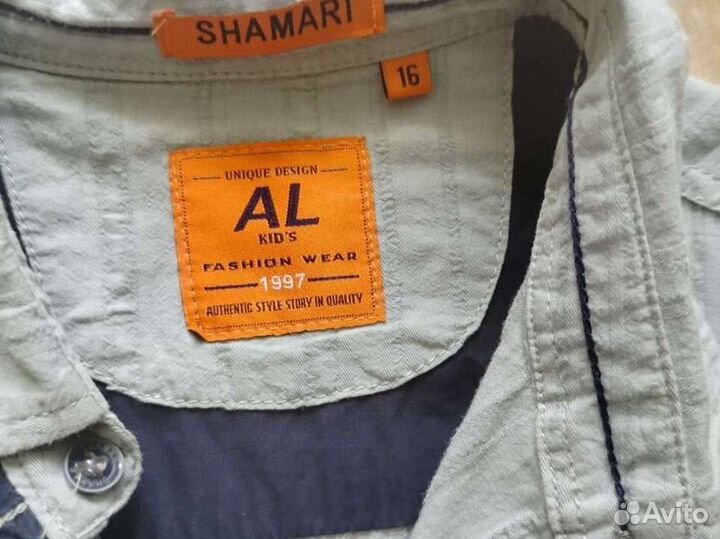 SHAMARI
16
UNIQUE DESIGN
AL
KID'S
FASHION WEAR
1997
AUTHENTIC STYLE STORY IN QUALITY
Avito